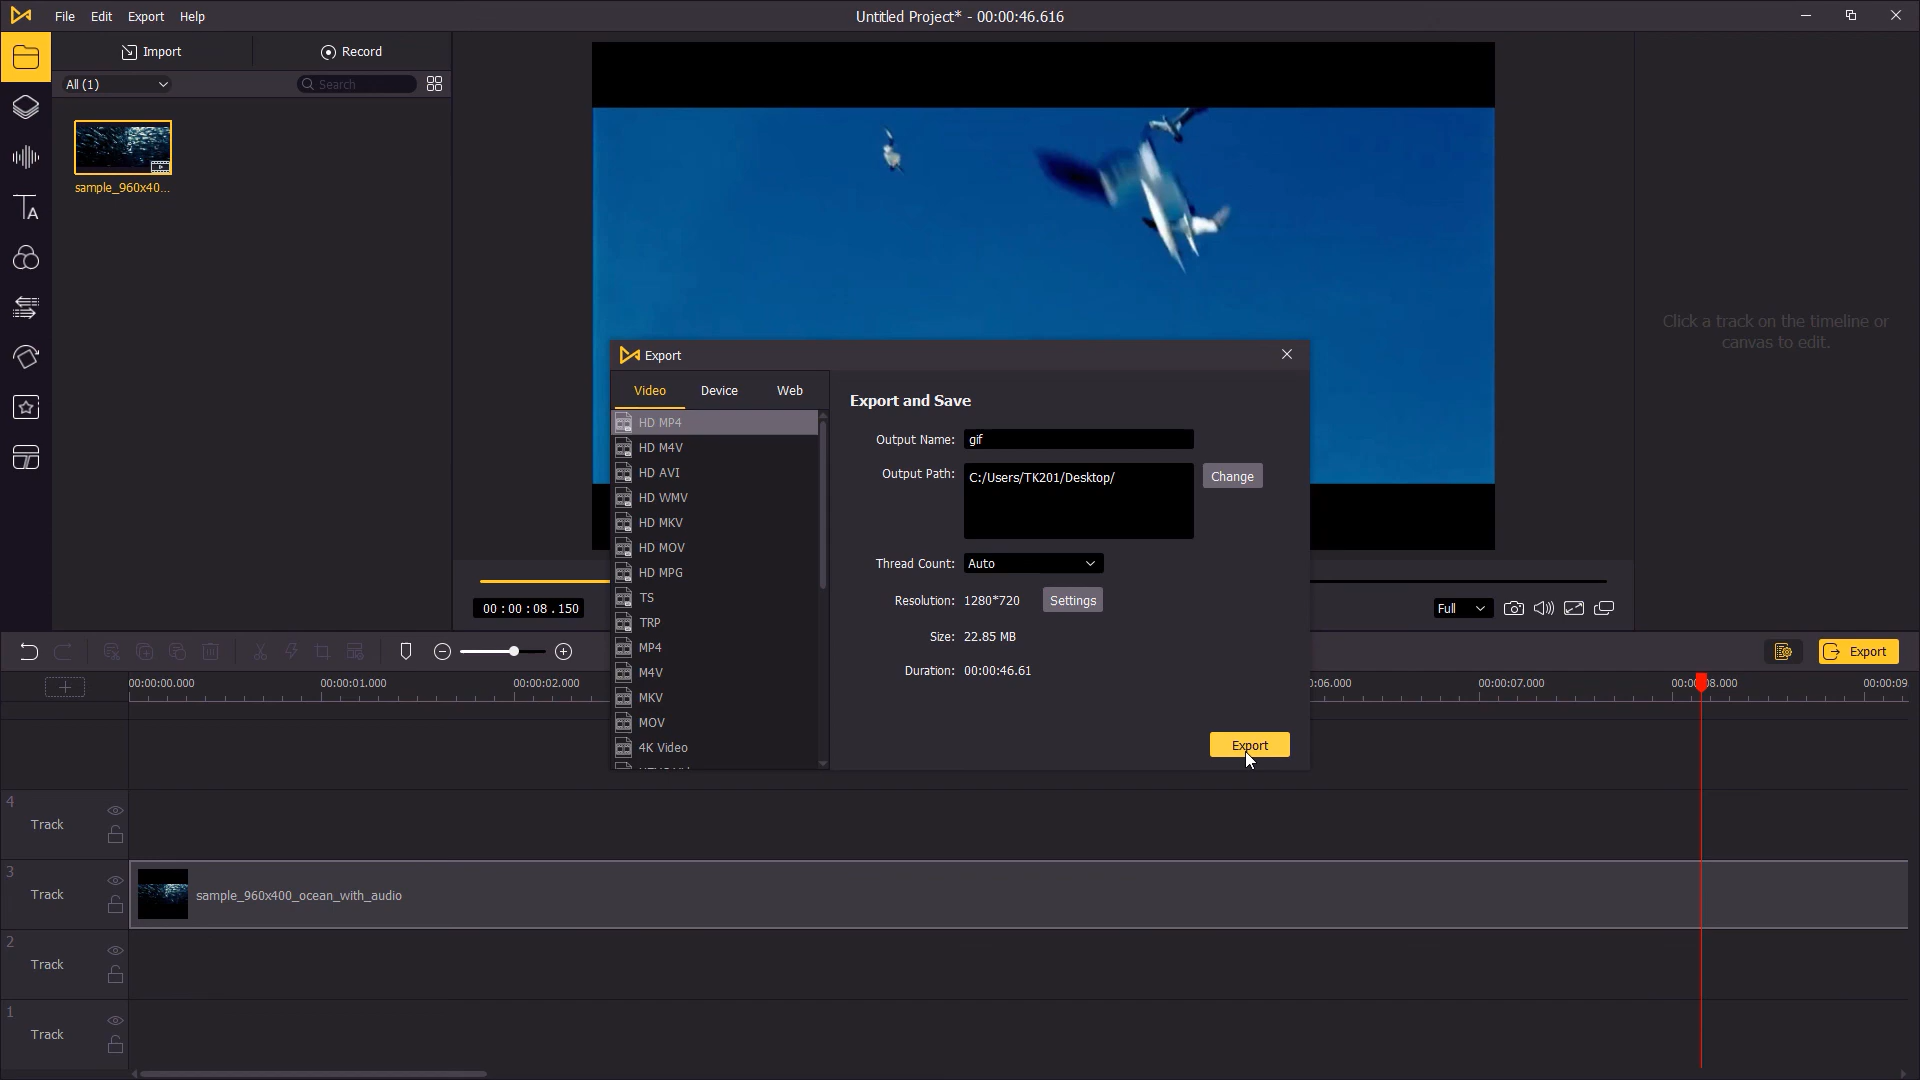 File Edit Export Help
Untitled Project* - 00:00:46.616
Import Record
All (1) Search
sample_960x40...
Click a track on the timeline or
canvas to edit.
Export
Video Device Web
HD MP4
HD M4V
HD AVI
HD WMV
HD MKV
HD MOV
HD MPG
TS
TRP
MP4
M4V
MKV
MOV
4K Video
Export and Save
Output Name: gif
Output Path: C:/Users/TK201/Desktop/ Change
Thread Count: Auto
Resolution: 1280*720 Settings
Size: 22.85 MB
Duration: 00:00:46.61
Export
00 : 00 : 08 . 150
Full
Export
00:00:00.000 00:00:01.000 00:00:02.000 :06.000 00:00:07.000 00:00:08.000 00:00:09
4
Track
3
Track
sample_960x400_ocean_with_audio
2
Track
1
Track